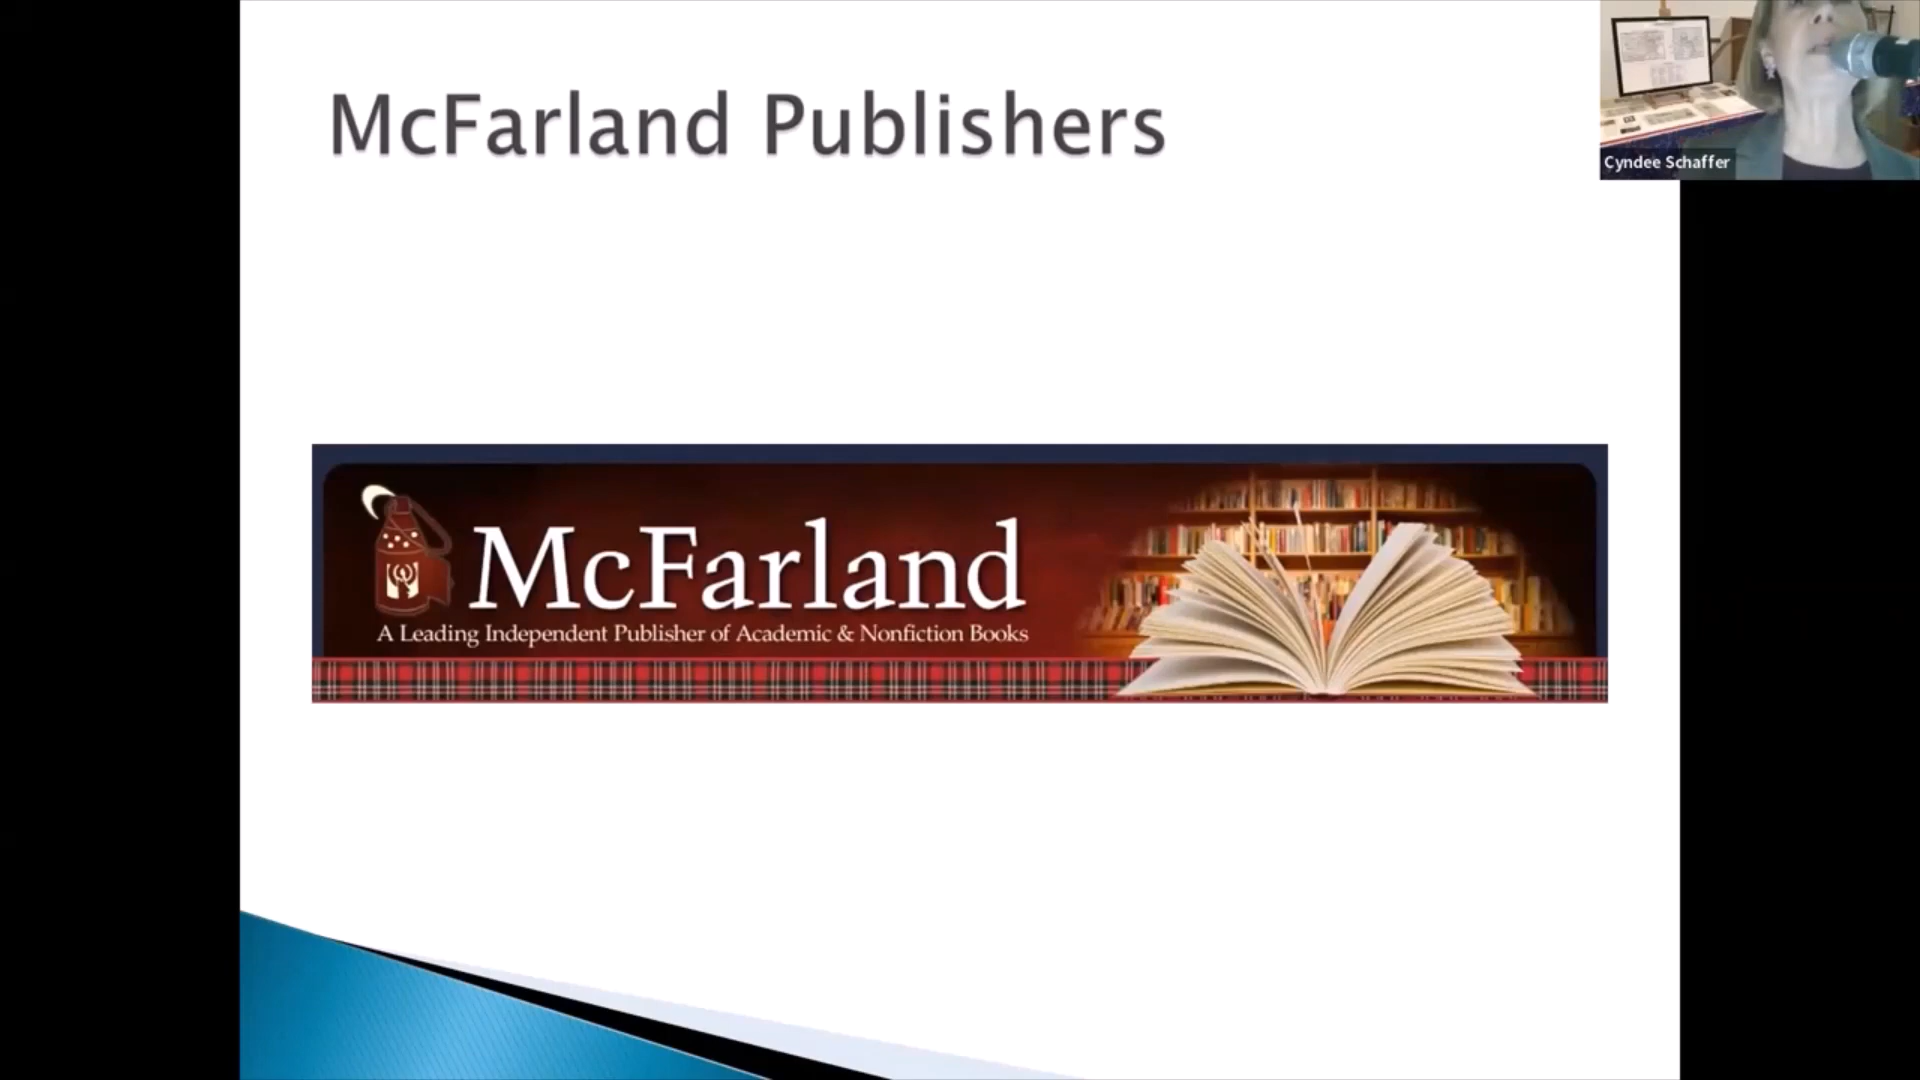 McFarland Publishers
Cyndee Schaffer
McFarland
A Leading Independent Publisher of Academic & Nonfiction Books